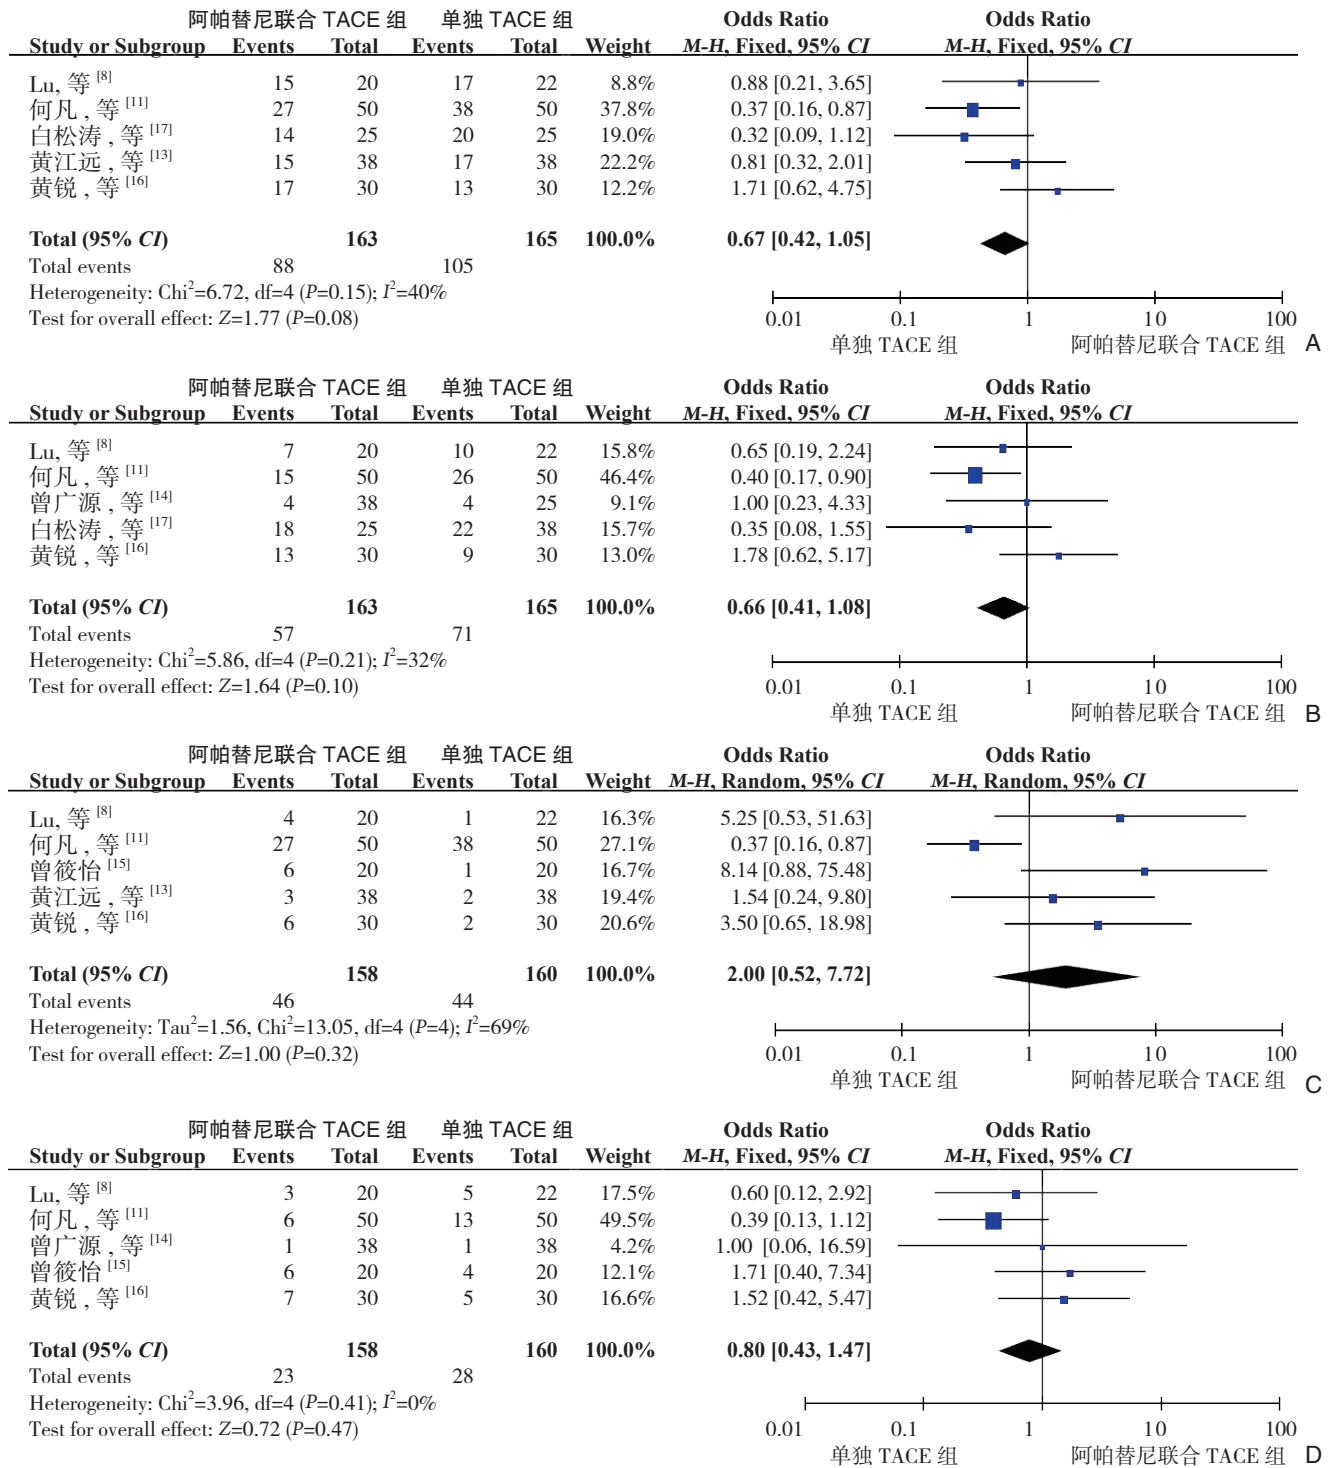 阿帕替尼联合 TACE 组 单独 TACE 组 Odds Ratio Odds Ratio
Study or Subgroup Events Total Events Total Weight M-H, Fixed, 95% CI M-H, Fixed, 95% CI
Lu, 等 [8] 15 20 17 22 8.8% 0.88 [0.21, 3.65]
何凡 , 等 [11] 27 50 38 50 37.8% 0.37 [0.16, 0.87]
白松涛 , 等 [17] 14 25 20 25 19.0% 0.32 [0.09, 1.12]
黄江远 , 等 [13] 15 38 17 38 22.2% 0.81 [0.32, 2.01]
黄锐 , 等 [16] 17 30 13 30 12.2% 1.71 [0.62, 4.75]
Total (95% CI) 163 165 100.0% 0.67 [0.42, 1.05]
Total events 88 105
Heterogeneity: Chi²=6.72, df=4 (P=0.15); I²=40%
Test for overall effect: Z=1.77 (P=0.08)
0.01 0.1 1 10 100
单独 TACE 组 阿帕替尼联合 TACE 组 A
阿帕替尼联合 TACE 组 单独 TACE 组 Odds Ratio Odds Ratio
Study or Subgroup Events Total Events Total Weight M-H, Fixed, 95% CI M-H, Fixed, 95% CI
Lu, 等 [8] 7 20 10 22 15.8% 0.65 [0.19, 2.24]
何凡 , 等 [11] 15 50 26 50 46.4% 0.40 [0.17, 0.90]
曾广源 , 等 [14] 4 38 4 25 9.1% 1.00 [0.23, 4.33]
白松涛 , 等 [17] 18 25 22 38 15.7% 0.35 [0.08, 1.55]
黄锐 , 等 [16] 13 30 9 30 13.0% 1.78 [0.62, 5.17]
Total (95% CI) 163 165 100.0% 0.66 [0.41, 1.08]
Total events 57 71
Heterogeneity: Chi²=5.86, df=4 (P=0.21); I²=32%
Test for overall effect: Z=1.64 (P=0.10)
0.01 0.1 1 10 100
单独 TACE 组 阿帕替尼联合 TACE 组 B
阿帕替尼联合 TACE 组 单独 TACE 组 Odds Ratio Odds Ratio
Study or Subgroup Events Total Events Total Weight M-H, Random, 95% CI M-H, Random, 95% CI
Lu, 等 [8] 4 20 1 22 16.3% 5.25 [0.53, 51.63]
何凡 , 等 [11] 27 50 38 50 27.1% 0.37 [0.16, 0.87]
曾筱怡 [15] 6 20 1 20 16.7% 8.14 [0.88, 75.48]
黄江远 , 等 [13] 3 38 2 38 19.4% 1.54 [0.24, 9.80]
黄锐 , 等 [16] 6 30 2 30 20.6% 3.50 [0.65, 18.98]
Total (95% CI) 158 160 100.0% 2.00 [0.52, 7.72]
Total events 46 44
Heterogeneity: Tau²=1.56, Chi²=13.05, df=4 (P=4); I²=69%
Test for overall effect: Z=1.00 (P=0.32)
0.01 0.1 1 10 100
单独 TACE 组 阿帕替尼联合 TACE 组 C
阿帕替尼联合 TACE 组 单独 TACE 组 Odds Ratio Odds Ratio
Study or Subgroup Events Total Events Total Weight M-H, Fixed, 95% CI M-H, Fixed, 95% CI
Lu, 等 [8] 3 20 5 22 17.5% 0.60 [0.12, 2.92]
何凡 , 等 [11] 6 50 13 50 49.5% 0.39 [0.13, 1.12]
曾广源 , 等 [14] 1 38 1 38 4.2% 1.00 [0.06, 16.59]
曾筱怡 [15] 6 20 4 20 12.1% 1.71 [0.40, 7.34]
黄锐 , 等 [16] 7 30 5 30 16.6% 1.52 [0.42, 5.47]
Total (95% CI) 158 160 100.0% 0.80 [0.43, 1.47]
Total events 23 28
Heterogeneity: Chi²=3.96, df=4 (P=0.41); I²=0%
Test for overall effect: Z=0.72 (P=0.47)
0.01 0.1 1 10 100
单独 TACE 组 阿帕替尼联合 TACE 组 D